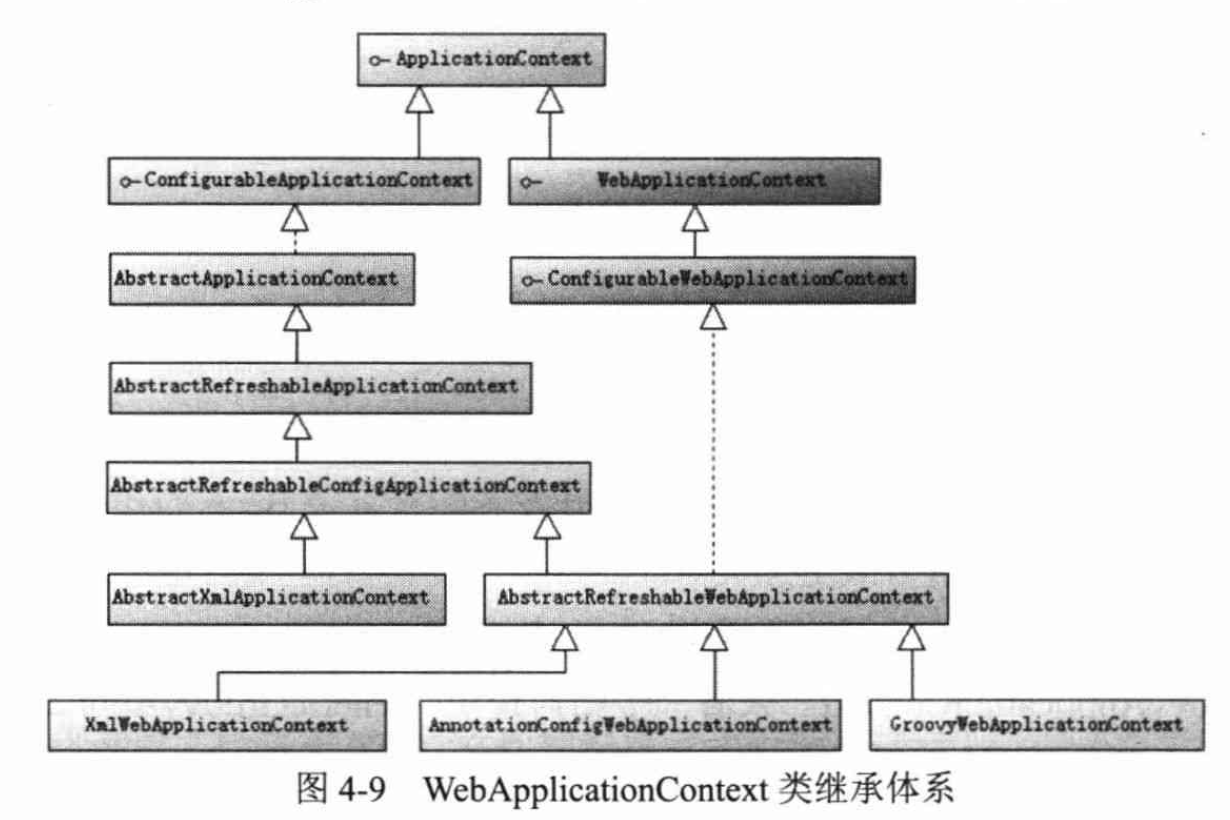 ApplicationContext
ConfigurableApplicationContext
WebApplicationContext
AbstractApplicationContext
ConfigurableWebApplicationContext
AbstractRefreshableApplicationContext
AbstractRefreshableConfigApplicationContext
AbstractXmlApplicationContext
AbstractRefreshableWebApplicationContext
XmlWebApplicationContext
AnnotationConfigWebApplicationContext
GroovyWebApplicationContext
图 4-9 WebApplicationContext 类继承体系